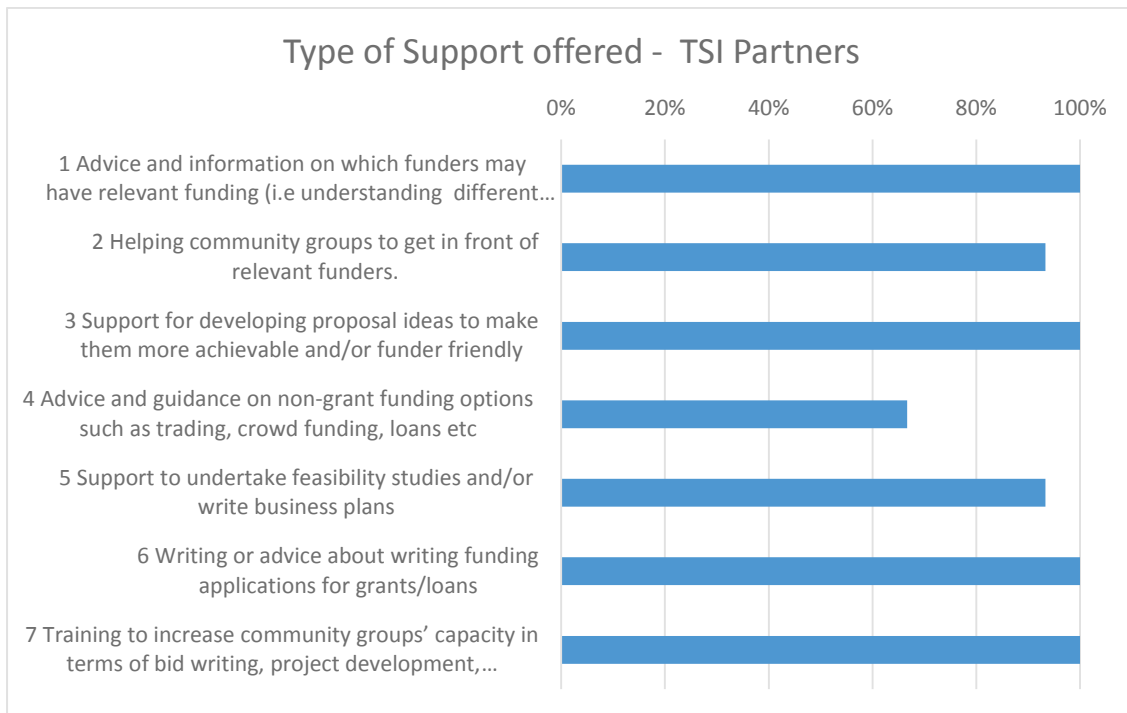 Type of Support offered -  TSI Partners
0% 20% 40% 60% 80% 100%
1 Advice and information on which funders may
have relevant funding (i.e understanding  different…
2 Helping community groups to get in front of
relevant funders.
3 Support for developing proposal ideas to make
them more achievable and/or funder friendly
4 Advice and guidance on non-grant funding options
such as trading, crowd funding, loans etc
5 Support to undertake feasibility studies and/or
write business plans
6 Writing or advice about writing funding
applications for grants/loans
7 Training to increase community groups’ capacity in
terms of bid writing, project development,…